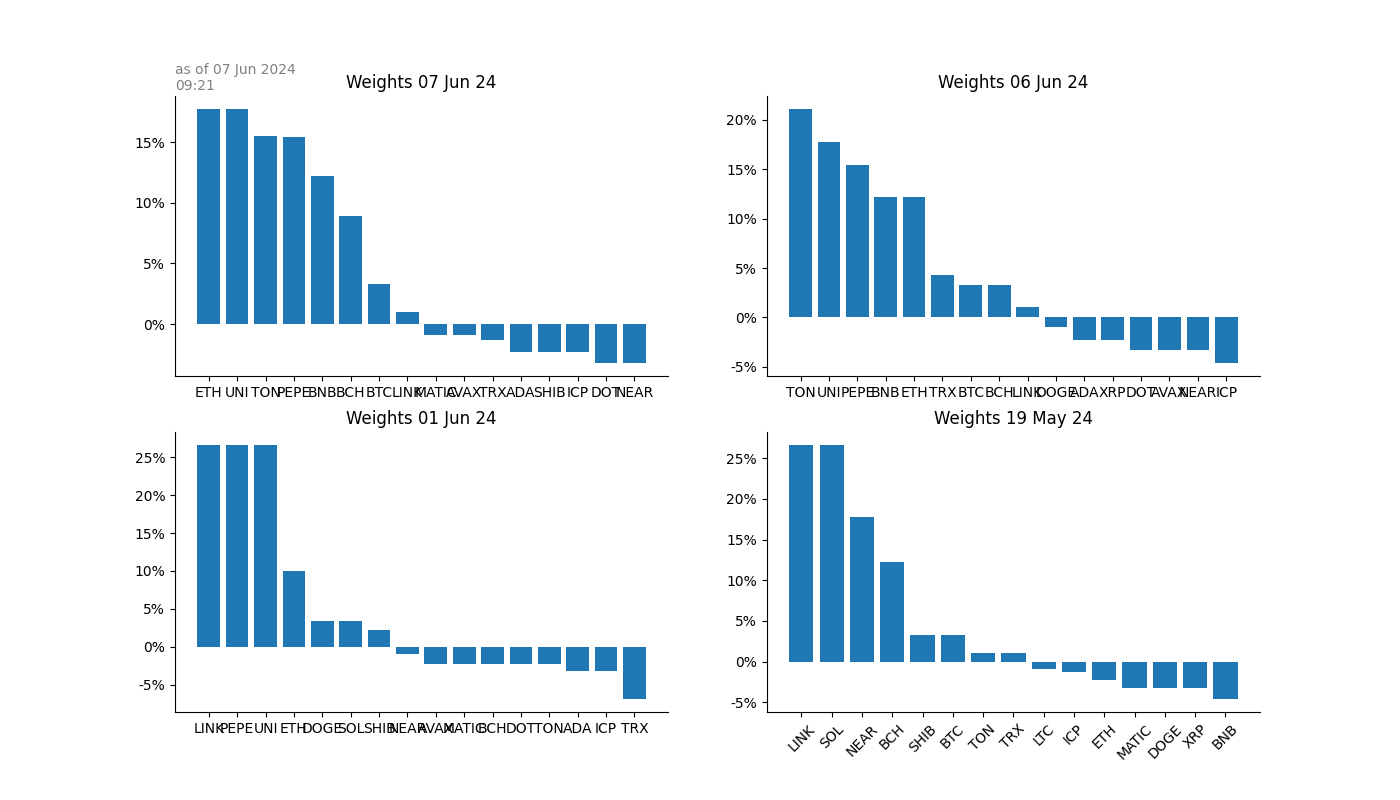 as of 07 Jun 2024
09:21
Weights 07 Jun 24
15%
10%
5%
0%
ETH UNI TON PEPE BNB BCH BTC LINK MATIC AVAX TRX ADA SHIB ICP DOT NEAR
Weights 06 Jun 24
20%
15%
10%
5%
0%
-5%
TON UNI PEPE BNB ETH TRX BTC BCH LINK DOGE ADA XRP DOT AVAX NEAR ICP
Weights 01 Jun 24
25%
20%
15%
10%
5%
0%
-5%
LINK PEPE UNI ETH DOGE SOL SHIB NEAR AVAX MATIC BCH DOT TON ADA ICP TRX
Weights 19 May 24
25%
20%
15%
10%
5%
0%
-5%
LINK SOL NEAR BCH SHIB BTC TON TRX LTC ICP ETH MATIC DOGE XRP BNB